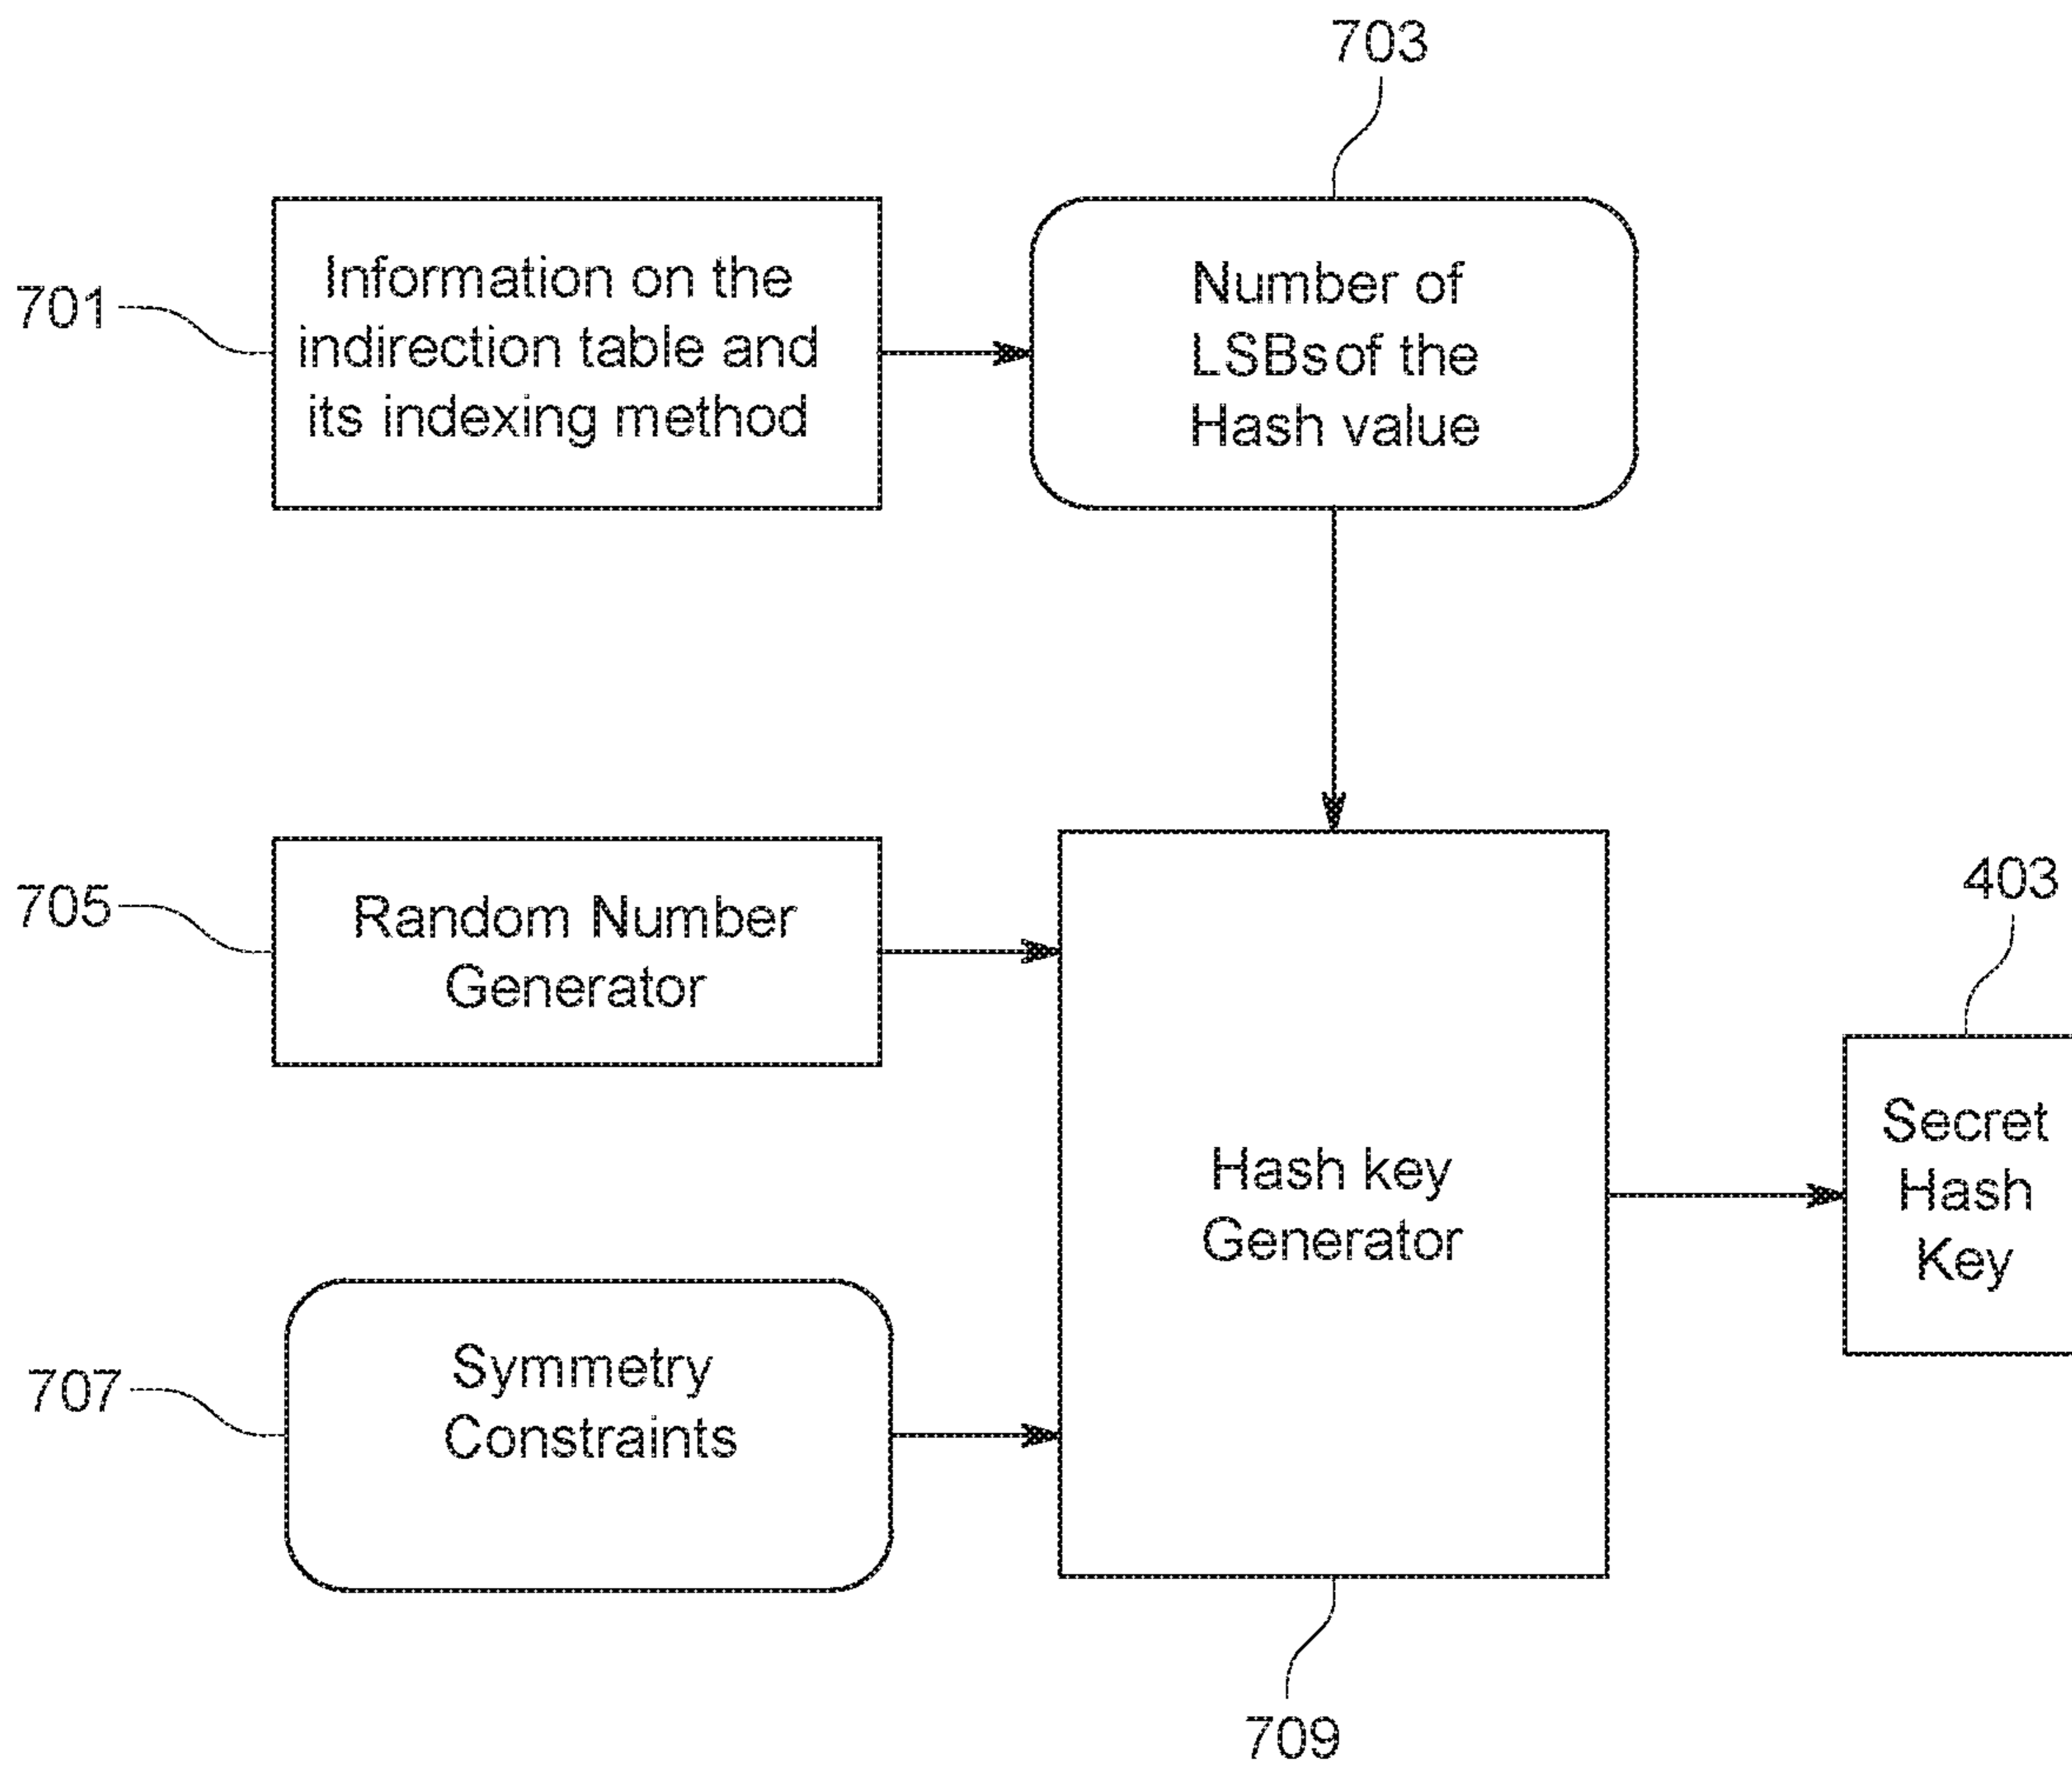 703
701
Information on the
indirection table and
its indexing method
Number of
LSBs of the
Hash value
705
Random Number
Generator
403
Hash key
Generator
Secret
Hash
Key
707
Symmetry
Constraints
709